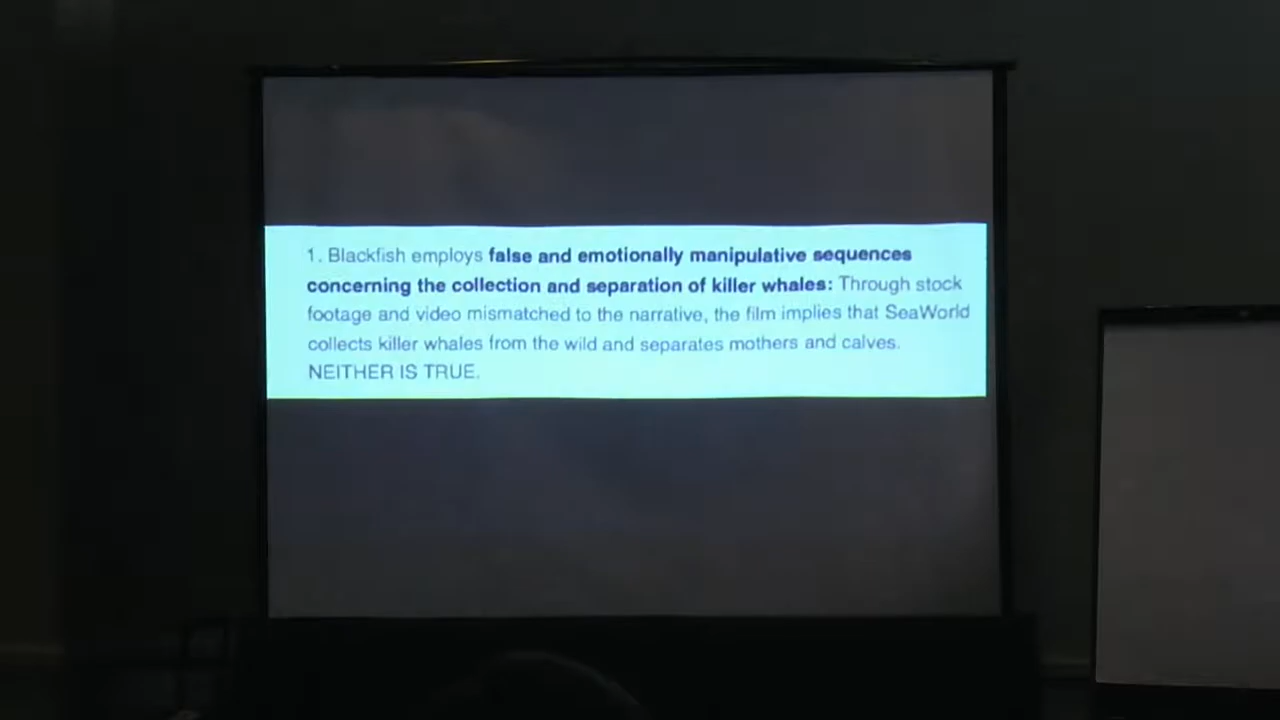 1. Blackfish employs false and emotionally manipulative sequences
concerning the collection and separation of killer whales: Through stock
footage and video mismatched to the narrative, the film implies that SeaWorld
collects killer whales from the wild and separates mothers and calves.
NEITHER IS TRUE.